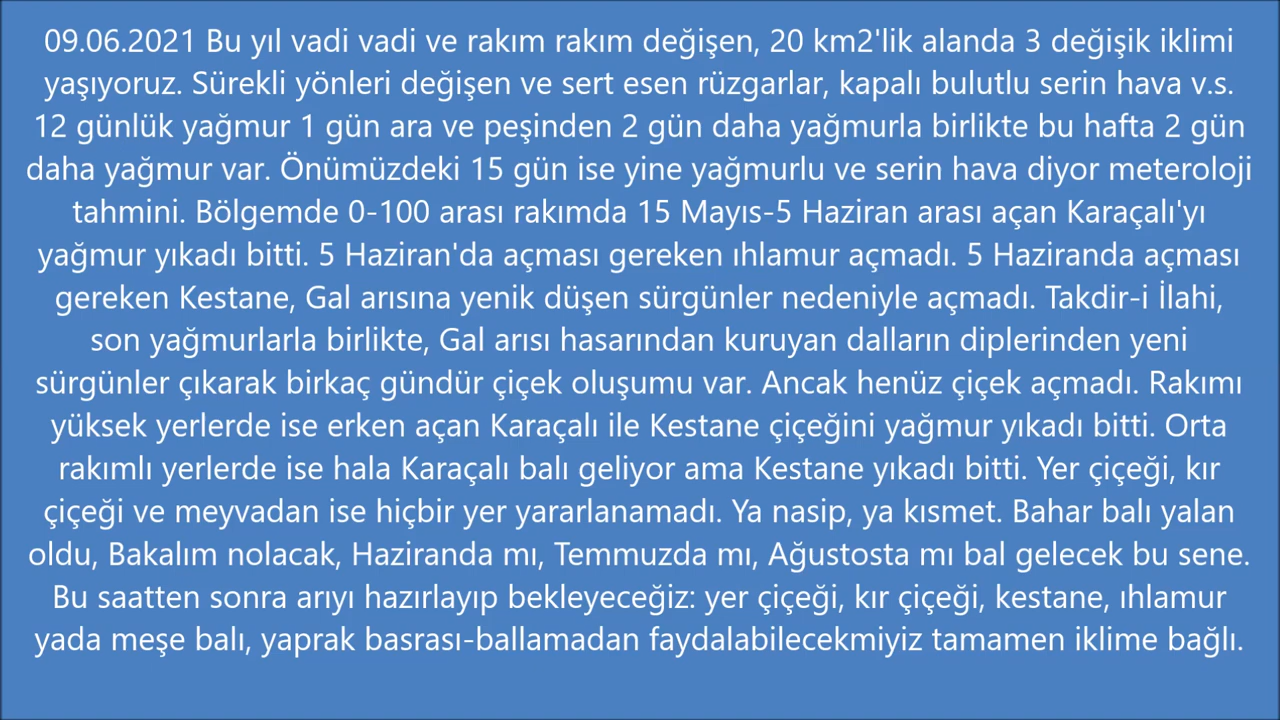 09.06.2021 Bu yıl vadi vadi ve rakım rakım değişen, 20 km2'lik alanda 3 değişik iklimi
yaşıyoruz. Sürekli yönleri değişen ve sert esen rüzgarlar, kapalı bulutlu serin hava v.s.
12 günlük yağmur 1 gün ara ve peşinden 2 gün daha yağmurla birlikte bu hafta 2 gün
daha yağmur var. Önümüzdeki 15 gün ise yine yağmurlu ve serin hava diyor meteroloji
tahmini. Bölgemde 0-100 arası rakımda 15 Mayıs-5 Haziran arası açan Karaçalı'yı
yağmur yıkadı bitti. 5 Haziran'da açması gereken ıhlamur açmadı. 5 Haziranda açması
gereken Kestane, Gal arısına yenik düşen sürgünler nedeniyle açmadı. Takdir-i İlahi,
son yağmurlarla birlikte, Gal arısı hasarından kuruyan dalların diplerinden yeni
sürgünler çıkarak birkaç gündür çiçek oluşumu var. Ancak henüz çiçek açmadı. Rakımı
yüksek yerlerde ise erken açan Karaçalı ile Kestane çiçeğini yağmur yıkadı bitti. Orta
rakımlı yerlerde ise hala Karaçalı balı geliyor ama Kestane yıkadı bitti. Yer çiçeği, kır
çiçeği ve meyvadan ise hiçbir yer yararlanamadı. Ya nasip, ya kısmet. Bahar balı yalan
oldu, Bakalım nolacak, Haziranda mı, Temmuzda mı, Ağustosta mı bal gelecek bu sene.
Bu saatten sonra arıyı hazırlayıp bekleyeceğiz: yer çiçeği, kır çiçeği, kestane, ıhlamur
yada meşe balı, yaprak basrası-ballamadan faydalabilecekmiyiz tamamen iklime bağlı.